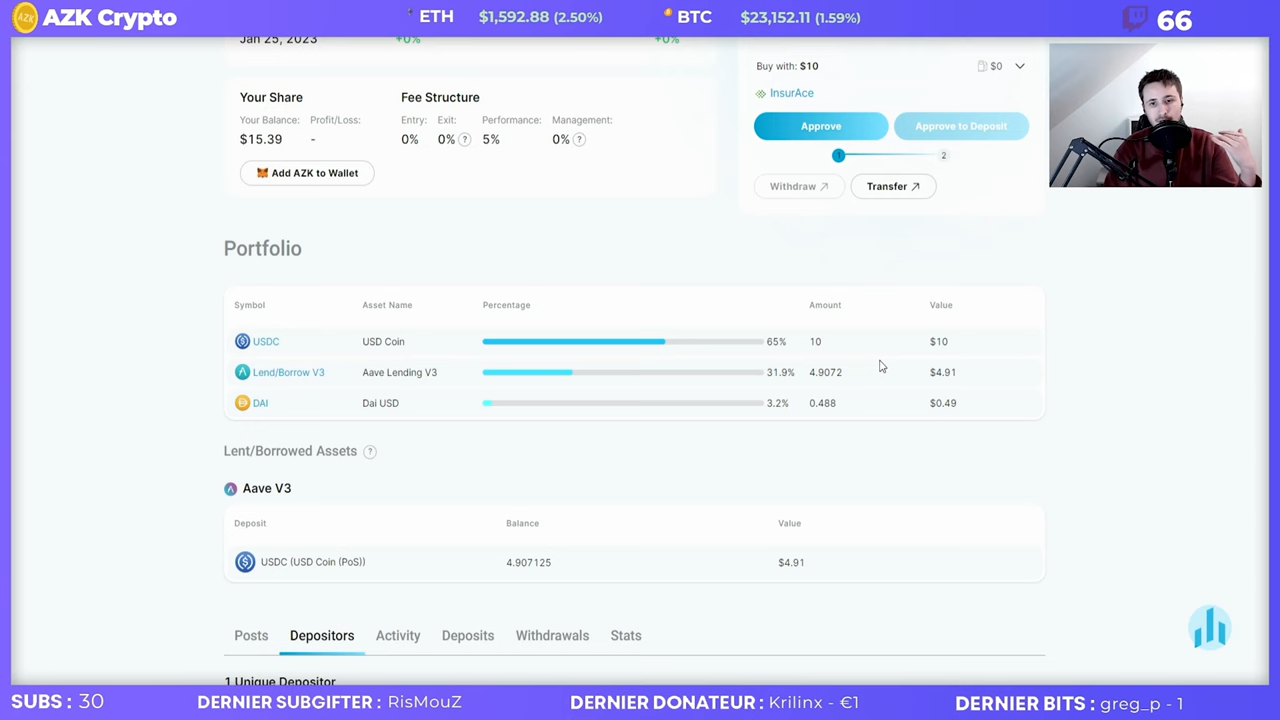 AZK Crypto
ETH $1,592.88 (2.50%) BTC $23,152.11 (1.59%) 66
Jan 25, 2023 +0% +0%
Buy with: $10 $0
Your Share Fee Structure
InsurAce
Your Balance: Profit/Loss: Entry: Exit: Performance: Management:
Approve Approve to Deposit
$15.39 - 0% 0% ? 5% 0% ?
1 2
Add AZK to Wallet
Withdraw Transfer
Portfolio
Symbol Asset Name Percentage Amount Value
USDC USD Coin 65% 10 $10
Lend/Borrow V3 Aave Lending V3 31.9% 4.9072 $4.91
DAI Dai USD 3.2% 0.488 $0.49
Lent/Borrowed Assets ?
Aave V3
Deposit Balance Value
USDC (USD Coin (PoS)) 4.907125 $4.91
Posts Depositors Activity Deposits Withdrawals Stats
1 Unique Depositor
SUBS : 30 DERNIER SUBGIFTER : RisMouZ DERNIER DONATEUR : Krilinx - €1 DERNIER BITS : greg_p - 1